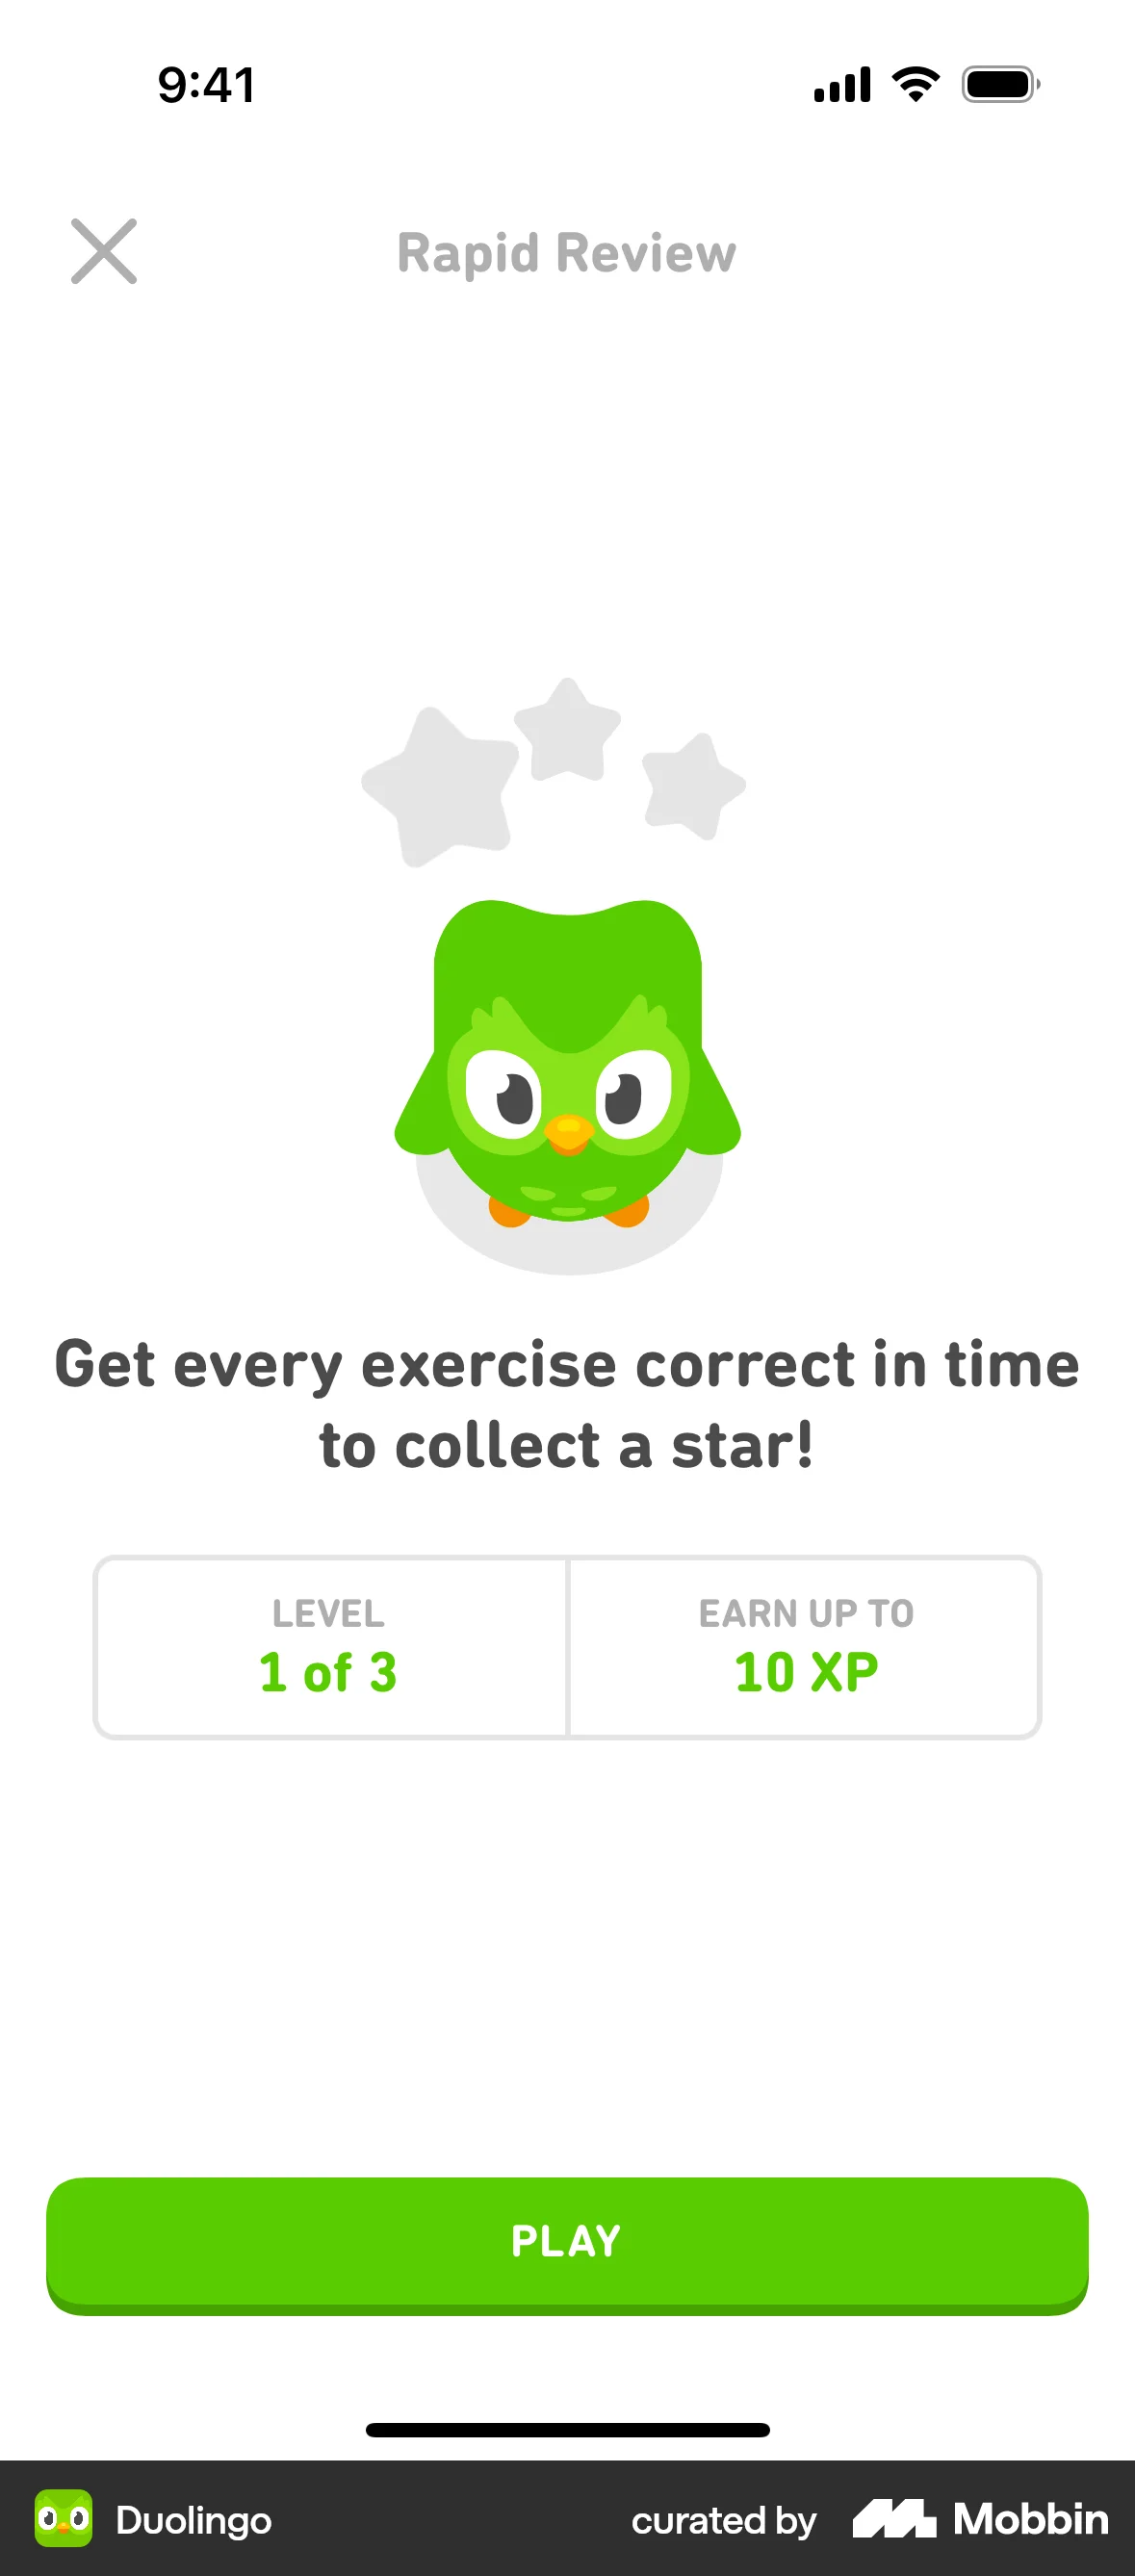 9:41
Rapid Review
Get every exercise correct in time
to collect a star!
LEVEL
1 of 3
EARN UP TO
10 XP
PLAY
Duolingo
curated by Mobbin